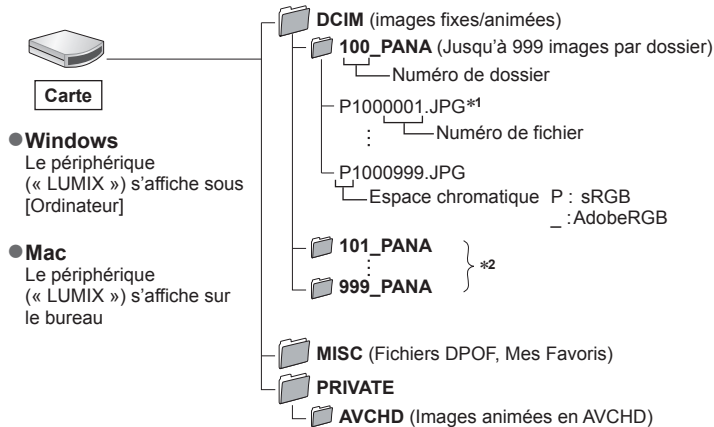 DCIM (images fixes/animées)
100_PANA (Jusqu'à 999 images par dossier)
Numéro de dossier
Carte
P1000001.JPG*1
Numéro de fichier
●Windows
Le périphérique
(« LUMIX ») s'affiche sous
[Ordinateur]
P1000999.JPG
Espace chromatique P : sRGB
_ : AdobeRGB
●Mac
Le périphérique
(« LUMIX ») s'affiche sur
le bureau
101_PANA
*2
999_PANA
MISC (Fichiers DPOF, Mes Favoris)
PRIVATE
AVCHD (Images animées en AVCHD)